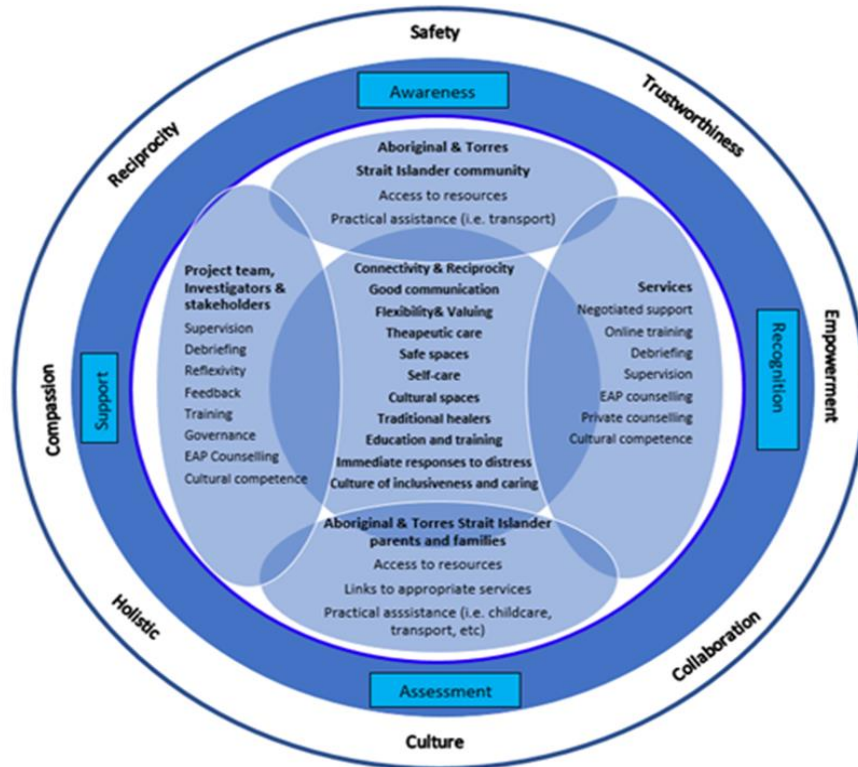 Safety
Trustworthiness
Empowerment
Collaboration
Culture
Holistic
Compassion
Reciprocity
Awareness
Recognition
Assessment
Support
Aboriginal & Torres
Strait Islander community
Access to resources
Practical assistance (i.e. transport)
Project team,
Investigators &
stakeholders
Supervision
Debriefing
Reflexivity
Feedback
Training
Governance
EAP Counselling
Cultural competence
Connectivity & Reciprocity
Good communication
Flexibility& Valuing
Theapeutic care
Safe spaces
Self-care
Cultural spaces
Traditional healers
Education and training
Immediate responses to distress
Culture of inclusiveness and caring
Services
Negotiated support
Online training
Debriefing
Supervision
EAP counselling
Private counselling
Cultural competence
Aboriginal & Torres Strait Islander
parents and families
Access to resources
Links to appropriate services
Practical asssistance (i.e. childcare,
transport, etc)